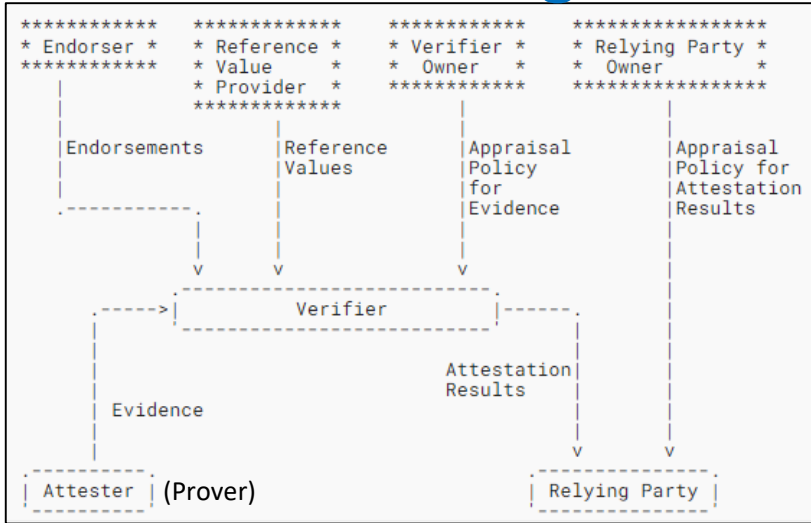 ************ ************* ************ *****************
* Endorser * * Reference * * Verifier * * Relying Party *
************ * Value * * Owner * * Owner *
* Provider * ************ *****************
*************
Endorsements Reference Appraisal Appraisal
Values Policy Policy for
for Attestation
Evidence Results
Verifier
Attestation
Results
Evidence
Attester (Prover) Relying Party